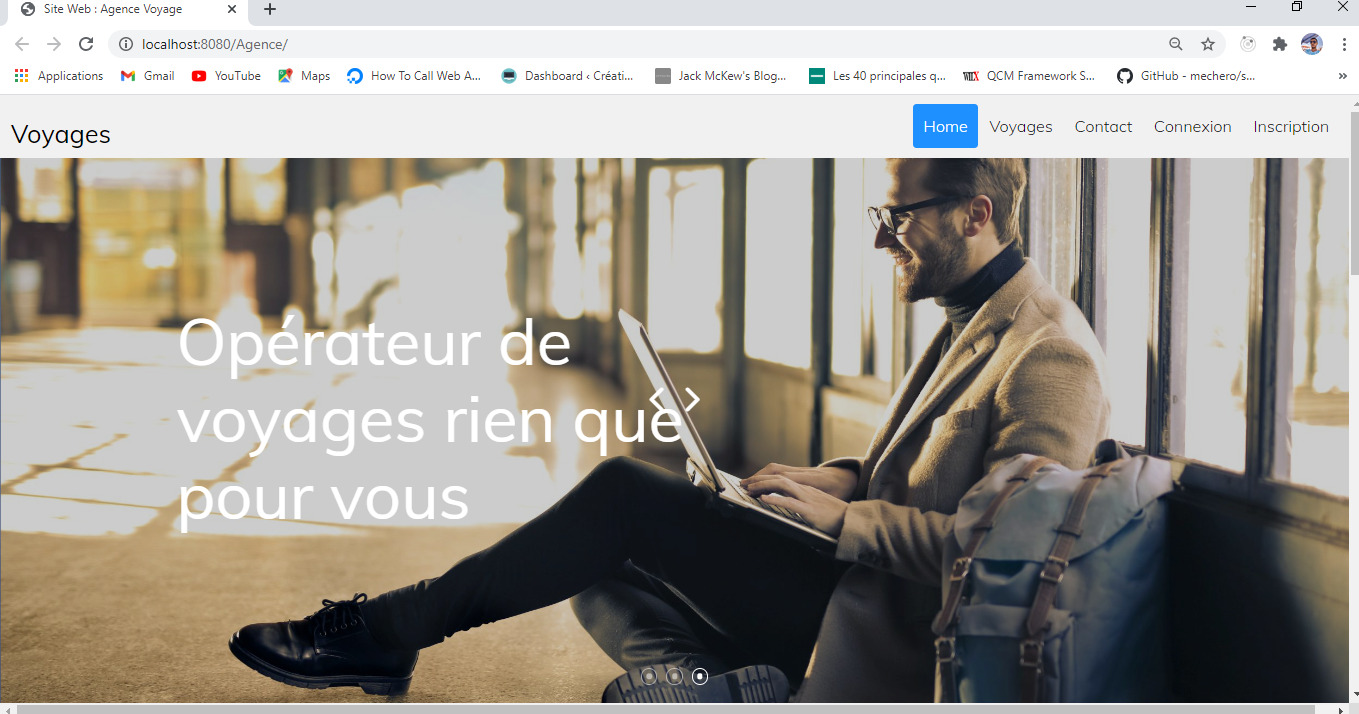 Site Web : Agence Voyage
localhost:8080/Agence/
Applications Gmail YouTube Maps How To Call Web A... Dashboard ‹ Créati... Jack McKew's Blog... Les 40 principales q... QCM Framework S... GitHub - mechero/s... »
Voyages
Home Voyages Contact Connexion Inscription
Opérateur de
voyages rien que
pour vous